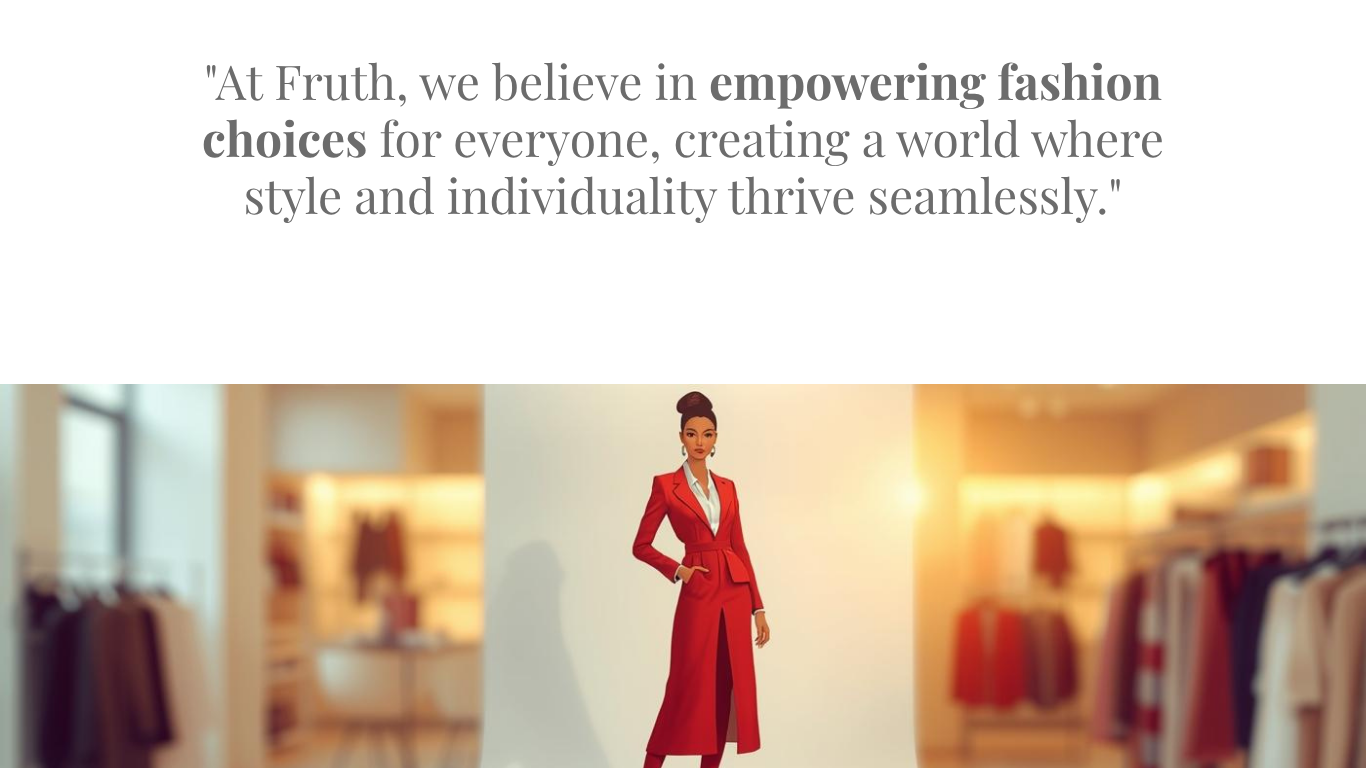 "At Fruth, we believe in empowering fashion
choices for everyone, creating a world where
style and individuality thrive seamlessly."